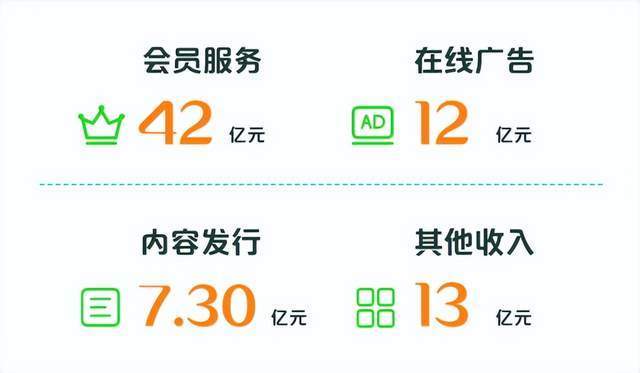 会员服务
42 亿元
在线广告
AD 12 亿元
内容发行
7.30 亿元
其他收入
13 亿元